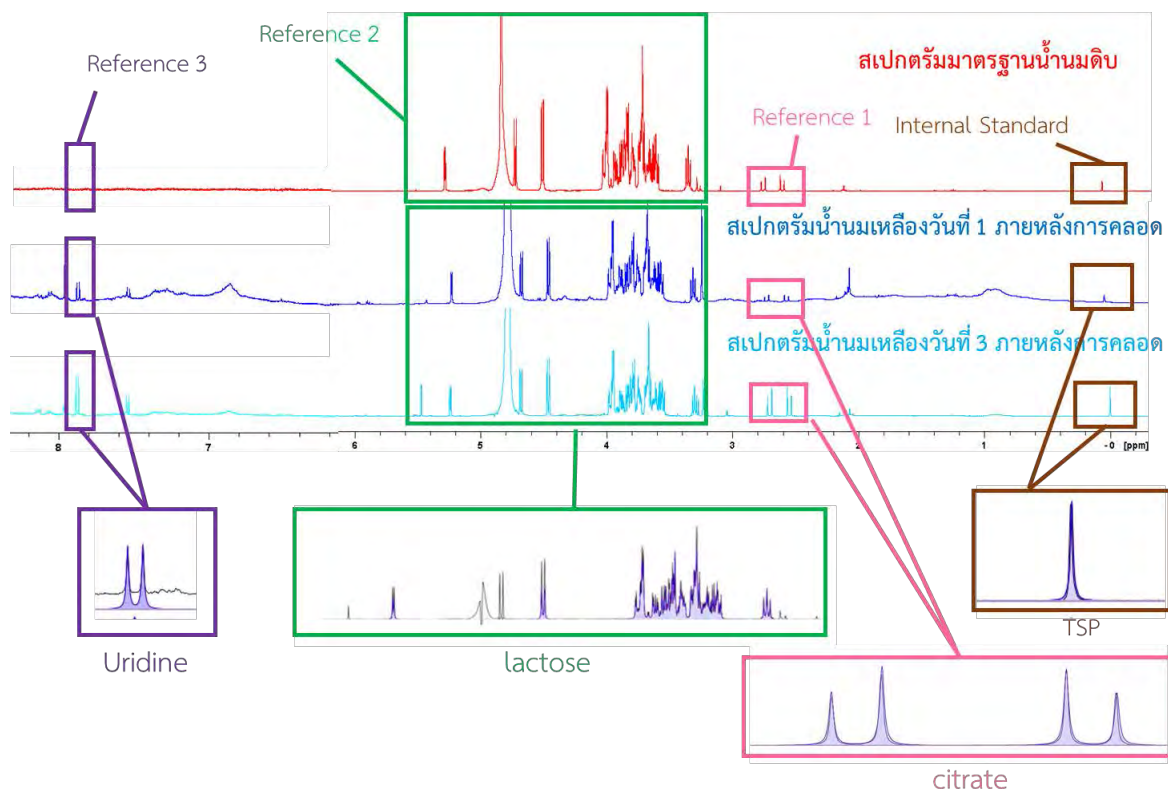 Reference 2
Reference 3
สเปกตรัมมาตรฐานน้ำนมดิบ
Reference 1
Internal Standard
สเปกตรัมน้ำนมเหลืองวันที่ 1 ภายหลังการคลอด
สเปกตรัมน้ำนมเหลืองวันที่ 3 ภายหลังการคลอด
8 7 6 5 4 3 2 1 -0 [ppm]
Uridine
lactose
TSP
citrate